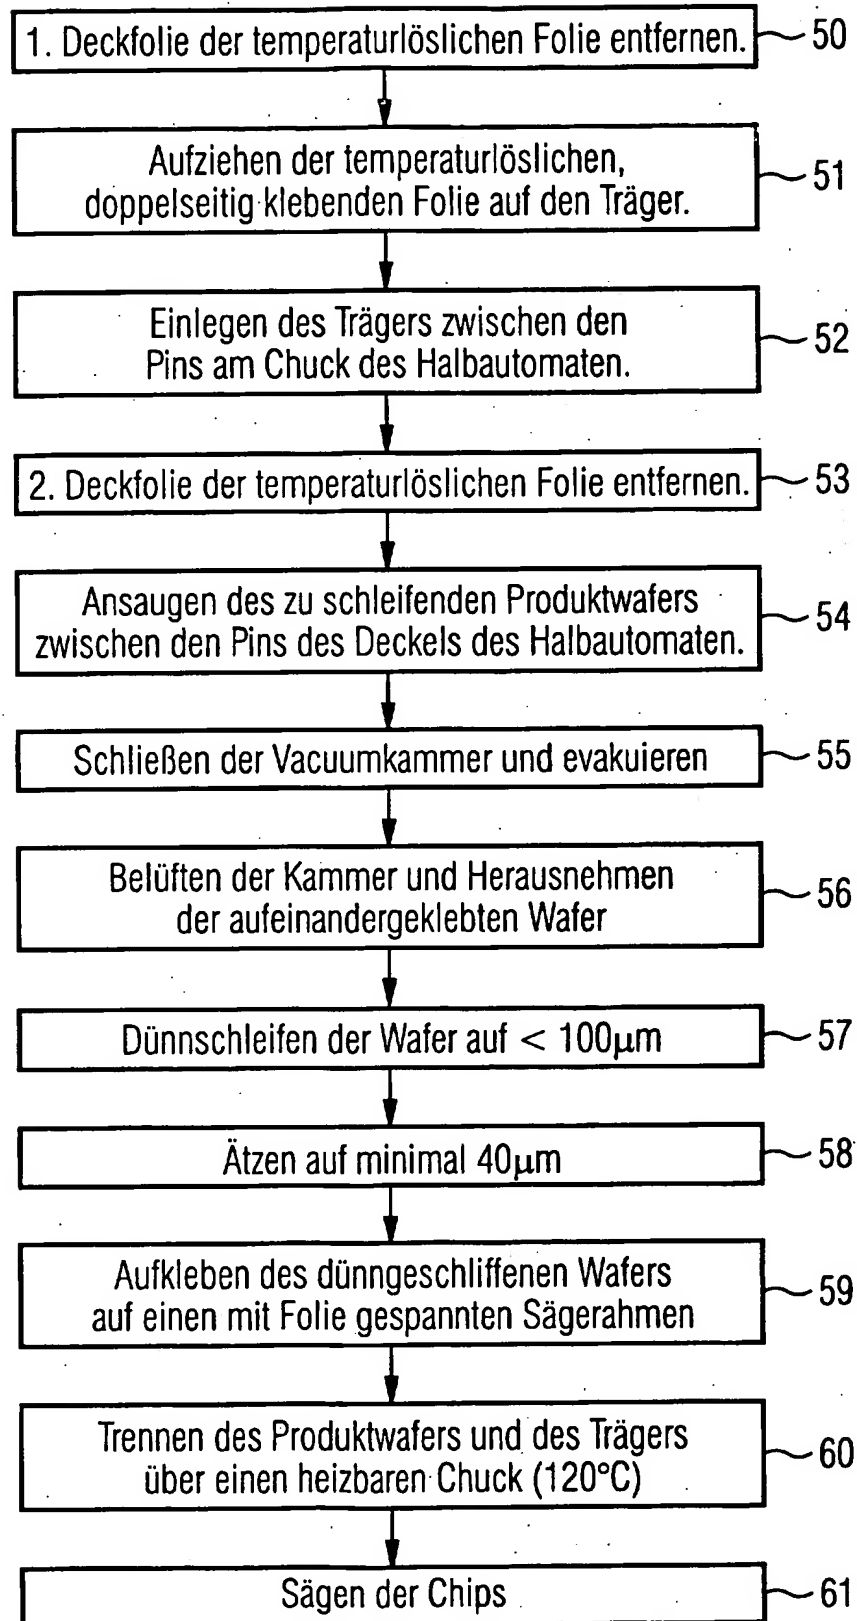 1. Deckfolie der temperaturlöslichen Folie entfernen. 50
Aufziehen der temperaturlöslichen,
doppelseitig klebenden Folie auf den Träger.
51
Einlegen des Trägers zwischen den
Pins am Chuck des Halbautomaten.
52
2. Deckfolie der temperaturlöslichen Folie entfernen. 53
Ansaugen des zu schleifenden Produktwafers
zwischen den Pins des Deckels des Halbautomaten.
54
Schließen der Vacuumkammer und evakuieren 55
Belüften der Kammer und Herausnehmen
der aufeinandergeklebten Wafer
56
Dünnschleifen der Wafer auf < 100µm 57
Ätzen auf minimal 40µm 58
Aufkleben des dünngeschliffenen Wafers
auf einen mit Folie gespannten Sägerahmen
59
Trennen des Produktwafers und des Trägers
über einen heizbaren Chuck (120°C)
60
Sägen der Chips 61